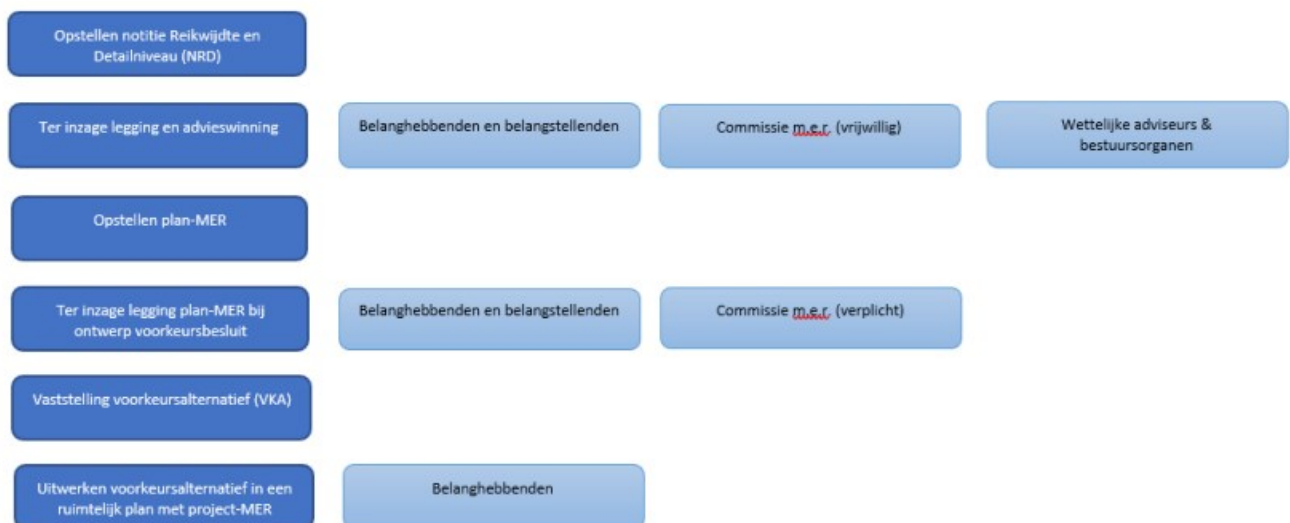 Opstellen notitie Reikwijdte en
Detailniveau (NRD)
Ter inzage legging en advieswinning
Belanghebbenden en belangstellenden
Commissie m.e.r. (vrijwillig)
Wettelijke adviseurs &
bestuursorganen
Opstellen plan-MER
Ter inzage legging plan-MER bij
ontwerp voorkeursbesluit
Belanghebbenden en belangstellenden
Commissie m.e.r. (verplicht)
Vaststelling voorkeursalternatief (VKA)
Uitwerken voorkeursalternatief in een
ruimtelijk plan met project-MER
Belanghebbenden